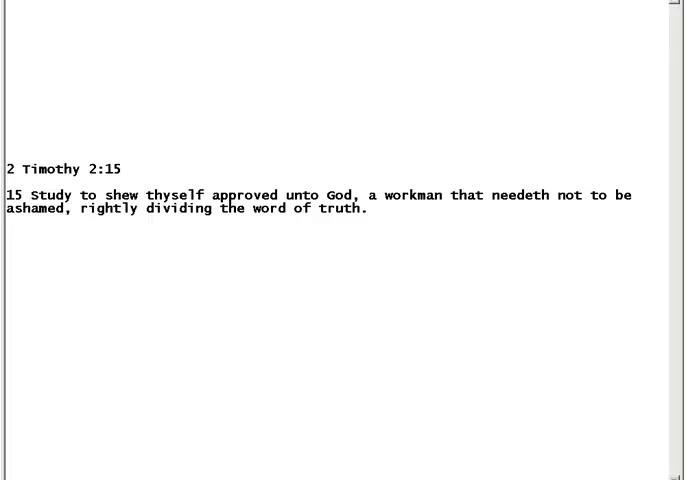 2 Timothy 2:15
15 Study to shew thyself approved unto God, a workman that needeth not to be
ashamed, rightly dividing the word of truth.